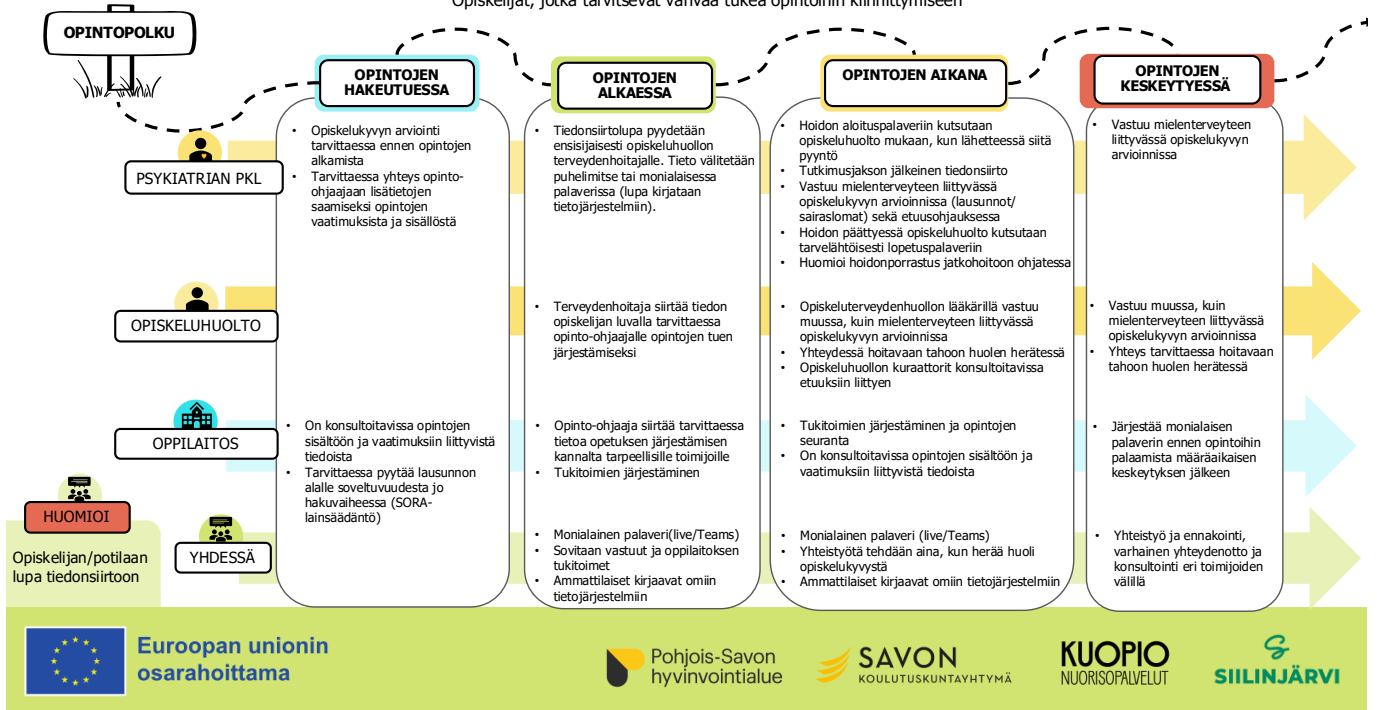 Opiskelijat, jotka tarvitsevat vahvaa tukea opintoihin kiinnittymiseen
OPINTOPOLKU
OPINTOJEN
HAKEUTUESSA
OPINTOJEN
ALKAESSA
OPINTOJEN AIKANA
OPINTOJEN
KESKEYTYESSÄ
PSYKIATRIAN PKL
• Opiskelukyvyn arviointi
tarvittaessa ennen opintojen
alkamista
• Tarvittaessa yhteys opinto-
ohjaajaan lisätietojen
saamiseksi opintojen
vaatimuksista ja sisällöstä
• Tiedonsiirtolupa pyydetään
ensisijaisesti opiskeluhuollon
terveydenhoitajalle. Tieto välitetään
puhelimitse tai monialaisessa
palaverissa (lupa kirjataan
tietojärjestelmiin).
• Hoidon aloituspalaveriin kutsutaan
opiskeluhuolto mukaan, kun lähetteessä siitä
pyyntö
• Tutkimusjakson jälkeinen tiedonsiirto
• Vastuu mielenterveyteen liittyvässä
opiskelukyvyn arvioinnissa (lausunnot/
sairaslomat) sekä etuusohjauksessa
• Hoidon päättyessä opiskeluhuolto kutsutaan
tarvelähtöisesti lopetuspalaveriin
• Huomioi hoidonporrastus jatkohoitoon ohjatessa
• Vastuu mielenterveyteen
liittyvässä opiskelukyvyn
arvioinnissa
OPISKELUHUOLTO
• Terveydenhoitaja siirtää tiedon
opiskelijan luvalla tarvittaessa
opinto-ohjaajalle opintojen tuen
järjestämiseksi
• Opiskeluterveydenhuollon lääkärillä vastuu
muussa, kuin mielenterveyteen liittyvässä
opiskelukyvyn arvioinnissa
• Yhteydessä hoitavaan tahoon huolen herätessä
• Opiskeluhuollon kuraattorit konsultoitavissa
etuuksiin liittyen
• Vastuu muussa, kuin
mielenterveyteen liittyvässä
opiskelukyvyn arvioinnissa
• Yhteys tarvittaessa hoitavaan
tahoon huolen herätessä
OPPILAITOS
• On konsultoitavissa opintojen
sisältöön ja vaatimuksiin liittyvistä
tiedoista
• Tarvittaessa pyytää lausunnon
alalle soveltuvuudesta jo
hakuvaiheessa (SORA-
lainsäädäntö)
• Opinto-ohjaaja siirtää tarvittaessa
tietoa opetuksen järjestämisen
kannalta tarpeellisille toimijoille
• Tukitoimien järjestäminen
• Tukitoimien järjestäminen ja opintojen
seuranta
• On konsultoitavissa opintojen sisältöön ja
vaatimuksiin liittyvistä tiedoista
• Järjestää monialaisen
palaverin ennen opintoihin
palaamista määräaikaisen
keskeytyksen jälkeen
HUOMIOI
Opiskelijan/potilaan
lupa tiedonsiirtoon
YHDESSÄ
• Monialainen palaveri(live/Teams)
• Sovitaan vastuut ja oppilaitoksen
tukitoimet
• Ammattilaiset kirjaavat omiin
tietojärjestelmiin
• Monialainen palaveri (live/Teams)
• Yhteistyötä tehdään aina, kun herää huoli
opiskelukyvystä
• Ammattilaiset kirjaavat omiin tietojärjestelmiin
• Yhteistyö ja ennakointi,
varhainen yhteydenotto ja
konsultointi eri toimijoiden
välillä
Euroopan unionin
osarahoittama
Pohjois-Savon
hyvinvointialue
SAVON
KOULUTUSKUNTAYHTYMÄ
KUOPIO
NUORISOPALVELUT
SIILINJÄRVI